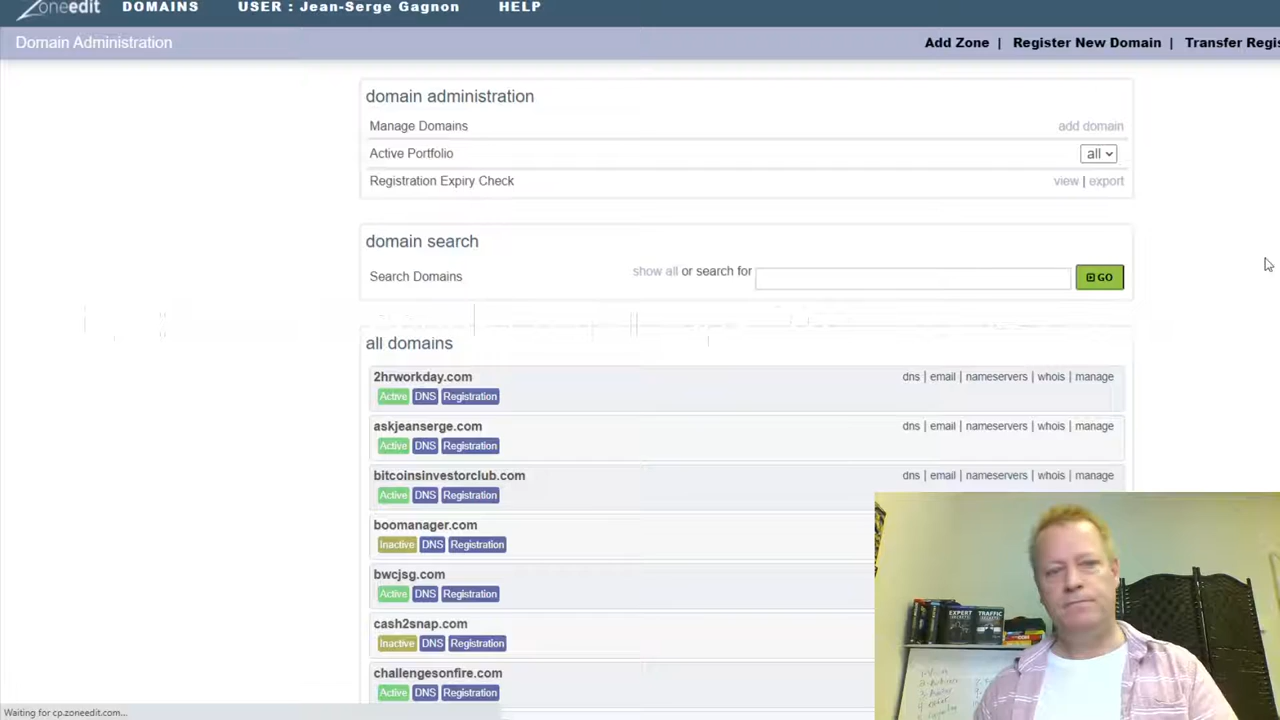 Zoneedit DOMAINS USER : Jean-Serge Gagnon HELP
Domain Administration Add Zone | Register New Domain | Transfer Regis
domain administration
Manage Domains add domain
Active Portfolio all
Registration Expiry Check view | export
domain search
Search Domains show all or search for GO
all domains
2hrworkday.com dns | email | nameservers | whois | manage
Active DNS Registration
askjeanserge.com dns | email | nameservers | whois | manage
Active DNS Registration
bitcoinsinvestorclub.com dns | email | nameservers | whois | manage
Active DNS Registration
boomanager.com
Inactive DNS Registration
bwcjsg.com
Active DNS Registration
cash2snap.com
Inactive DNS Registration
challengesonfire.com
Active DNS Registration
EXPERT SECRETS TRAFFIC SECRETS
Waiting for cp.zoneedit.com...